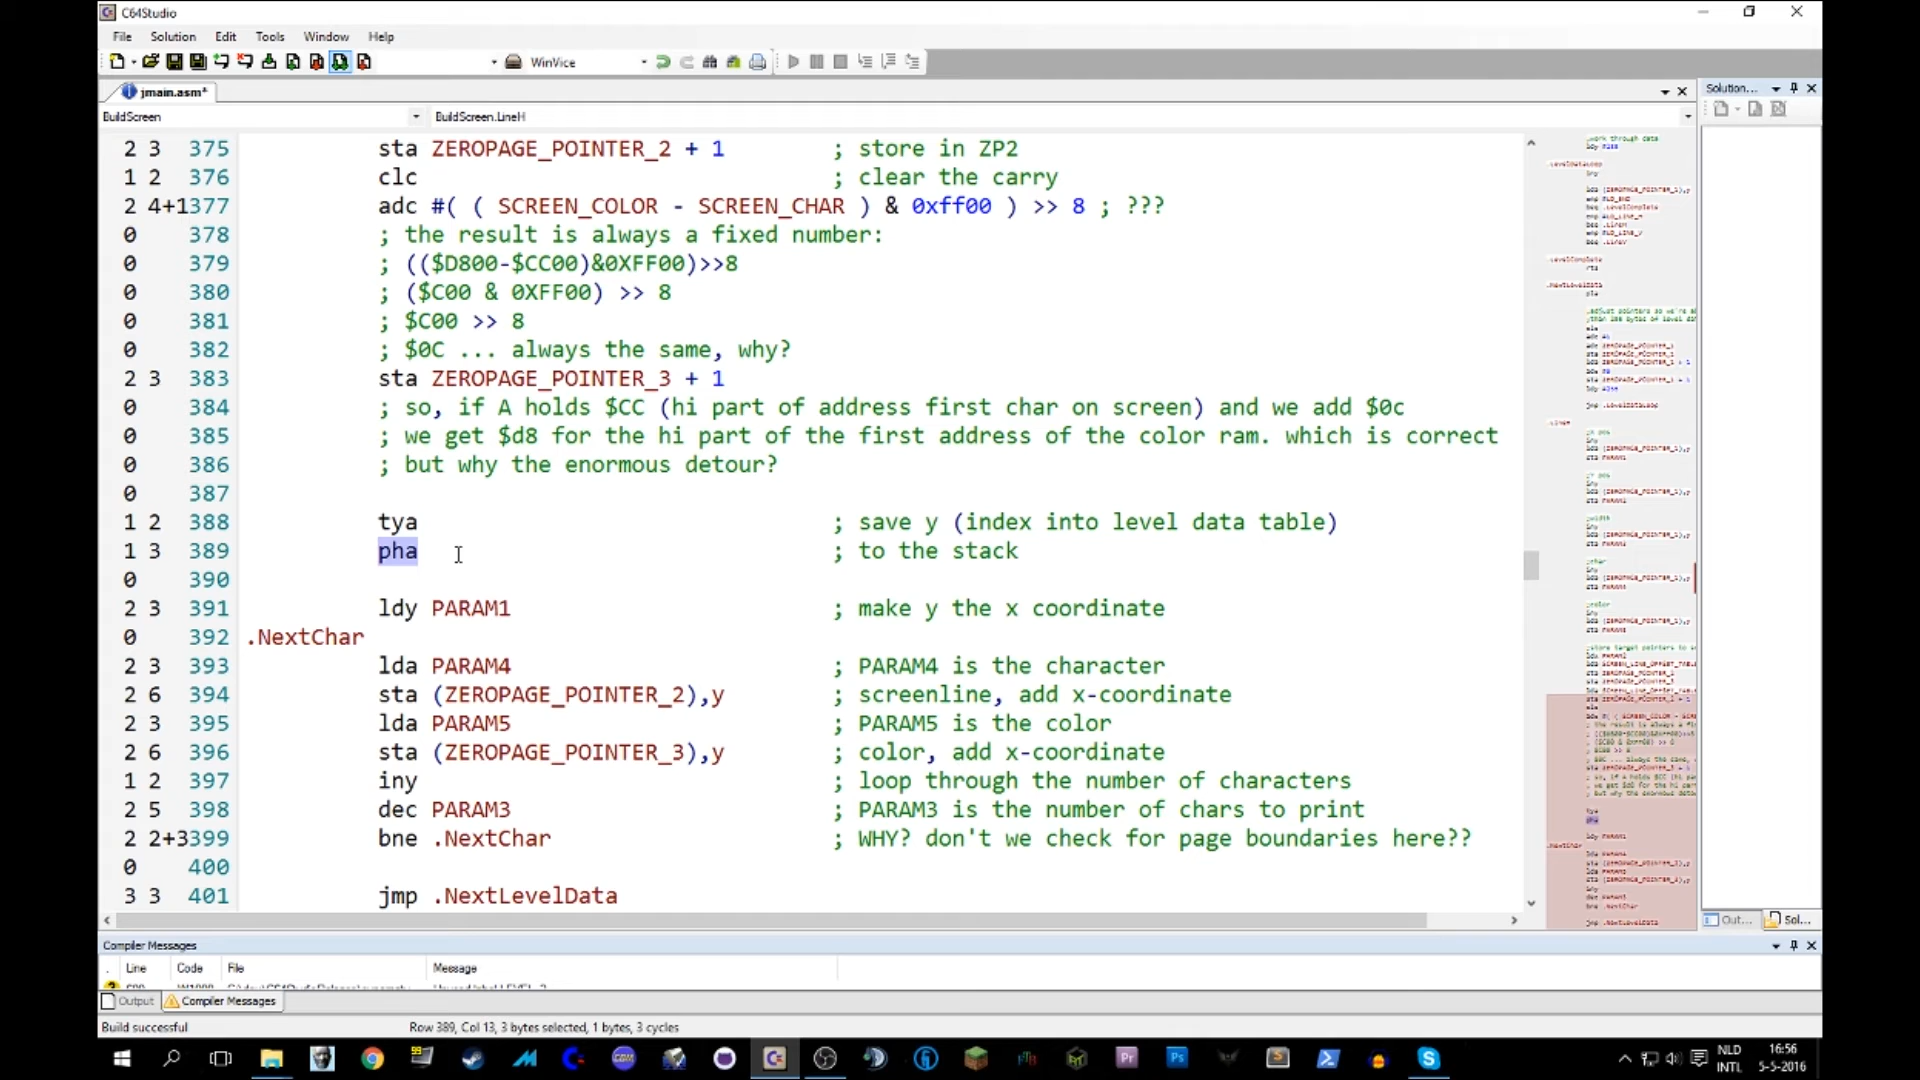 C64Studio
File Solution Edit Tools Window Help
WinVice
jmain.asm*
Solution...
BuildScreen BuildScreen.LineH
2 3 375 sta ZEROPAGE_POINTER_2 + 1 ; store in ZP2
1 2 376 clc ; clear the carry
2 4+1377 adc #( ( SCREEN_COLOR - SCREEN_CHAR ) & 0xff00 ) >> 8 ; ???
0 378 ; the result is always a fixed number:
0 379 ; (($D800-$CC00)&0XFF00)>>8
0 380 ; ($C00 & 0XFF00) >> 8
0 381 ; $C00 >> 8
0 382 ; $0C ... always the same, why?
2 3 383 sta ZEROPAGE_POINTER_3 + 1
0 384 ; so, if A holds $CC (hi part of address first char on screen) and we add $0c
0 385 ; we get $d8 for the hi part of the first address of the color ram. which is correct
0 386 ; but why the enormous detour?
0 387
1 2 388 tya ; save y (index into level data table)
1 3 389 pha ; to the stack
0 390
2 3 391 ldy PARAM1 ; make y the x coordinate
0 392 .NextChar
2 3 393 lda PARAM4 ; PARAM4 is the character
2 6 394 sta (ZEROPAGE_POINTER_2),y ; screenline, add x-coordinate
2 3 395 lda PARAM5 ; PARAM5 is the color
2 6 396 sta (ZEROPAGE_POINTER_3),y ; color, add x-coordinate
1 2 397 iny ; loop through the number of characters
2 5 398 dec PARAM3 ; PARAM3 is the number of chars to print
2 2+3399 bne .NextChar ; WHY? don't we check for page boundaries here??
0 400
3 3 401 jmp .NextLevelData
Out... Sol...
Compiler Messages
. Line Code File Message
Output Compiler Messages
Build successful Row 389, Col 13, 3 bytes selected, 1 bytes, 3 cycles
NLD 16:56
INTL 5-5-2016